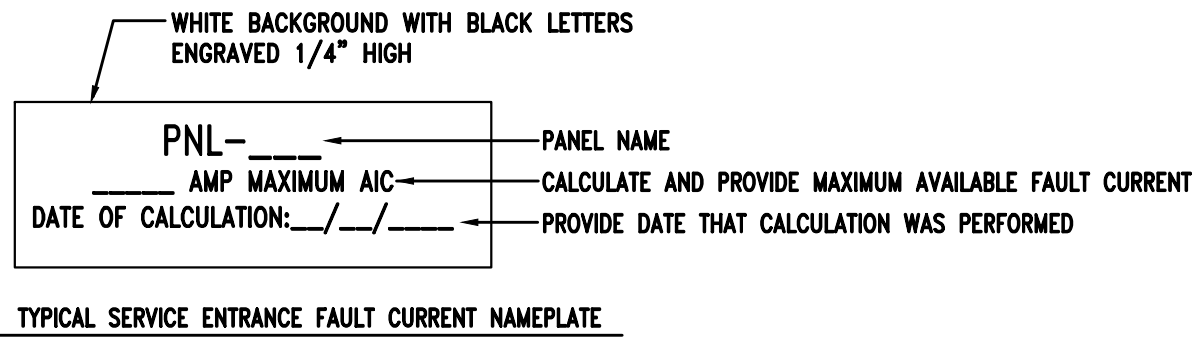 WHITE BACKGROUND WITH BLACK LETTERS
ENGRAVED 1/4" HIGH
PNL-___
PANEL NAME
_____ AMP MAXIMUM AIC
CALCULATE AND PROVIDE MAXIMUM AVAILABLE FAULT CURRENT
DATE OF CALCULATION:__/__/____
PROVIDE DATE THAT CALCULATION WAS PERFORMED
TYPICAL SERVICE ENTRANCE FAULT CURRENT NAMEPLATE